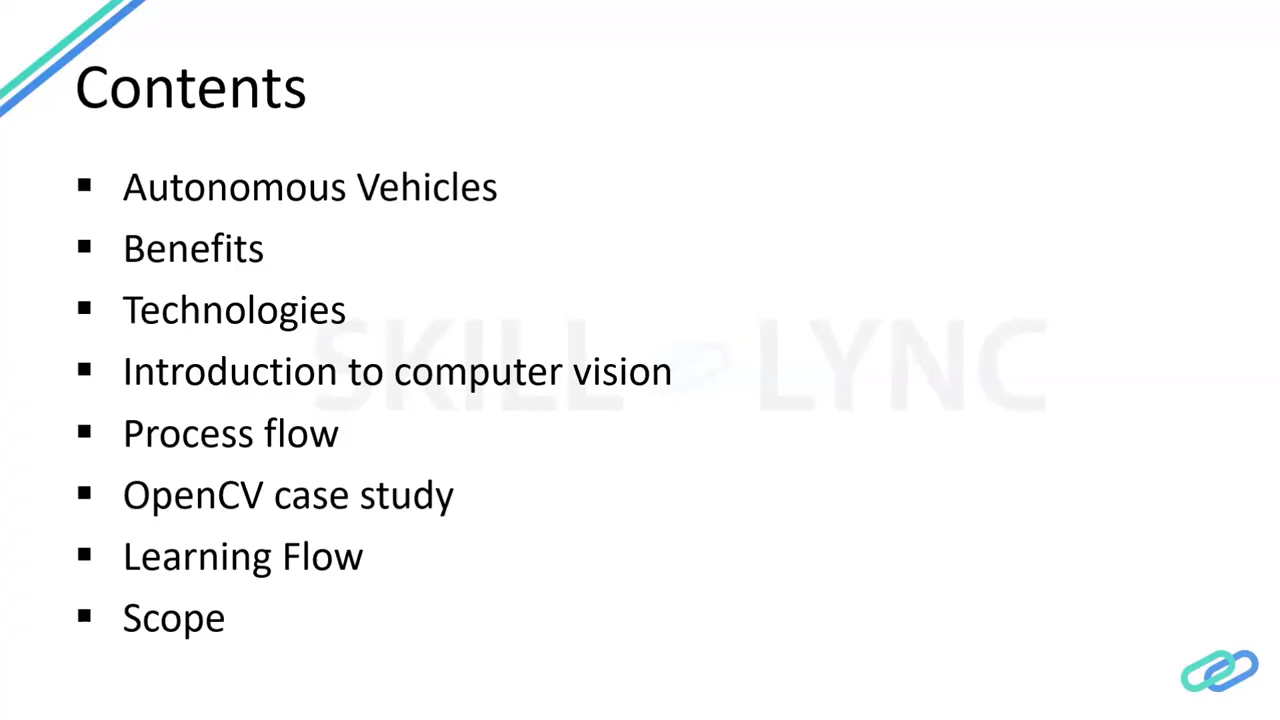 Contents
▪ Autonomous Vehicles
▪ Benefits
▪ Technologies
▪ Introduction to computer vision
▪ Process flow
▪ OpenCV case study
▪ Learning Flow
▪ Scope
SKILL LYNC